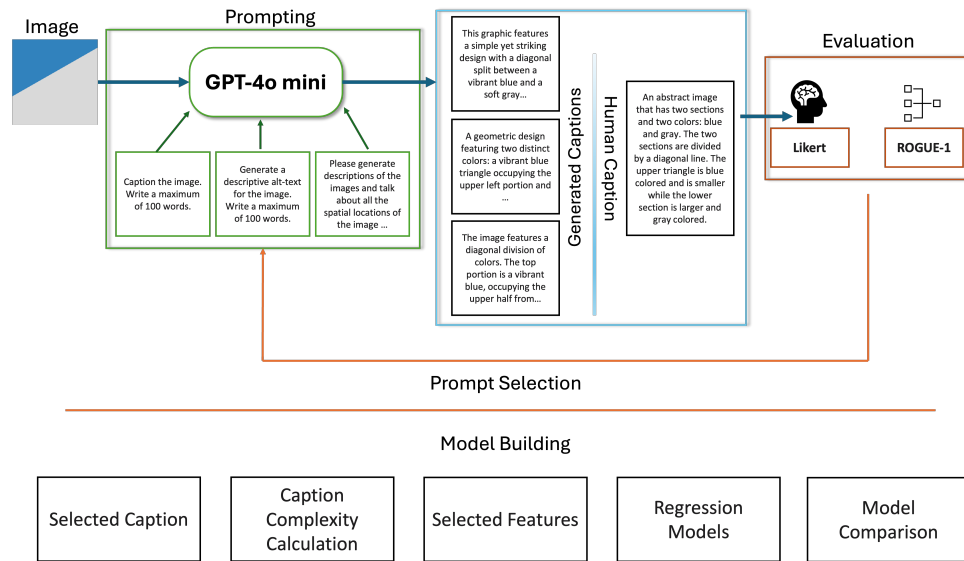 Image
Prompting
Evaluation
GPT-4o mini
Caption the image.
Write a maximum
of 100 words.
Generate a
descriptive alt-text
for the image.
Write a maximum
of 100 words.
Please generate
descriptions of the
images and talk
about all the
spatial locations of
the image ...
This graphic features
a simple yet striking
design with a diagonal
split between a
vibrant blue and a
soft gray...
A geometric design
featuring two distinct
colors: a vibrant blue
triangle occupying the
upper left portion and
...
The image features a
diagonal division of
colors. The top
portion is a vibrant
blue, occupying the
upper half from...
Generated Captions
Human Caption
An abstract image
that has two sections
and two colors: blue
and gray. The two
sections are divided
by a diagonal line. The
upper triangle is blue
colored and is smaller
while the lower
section is larger and
gray colored.
Likert
ROGUE-1
Prompt Selection
Model Building
Selected Caption
Caption
Complexity
Calculation
Selected Features
Regression
Models
Model
Comparison